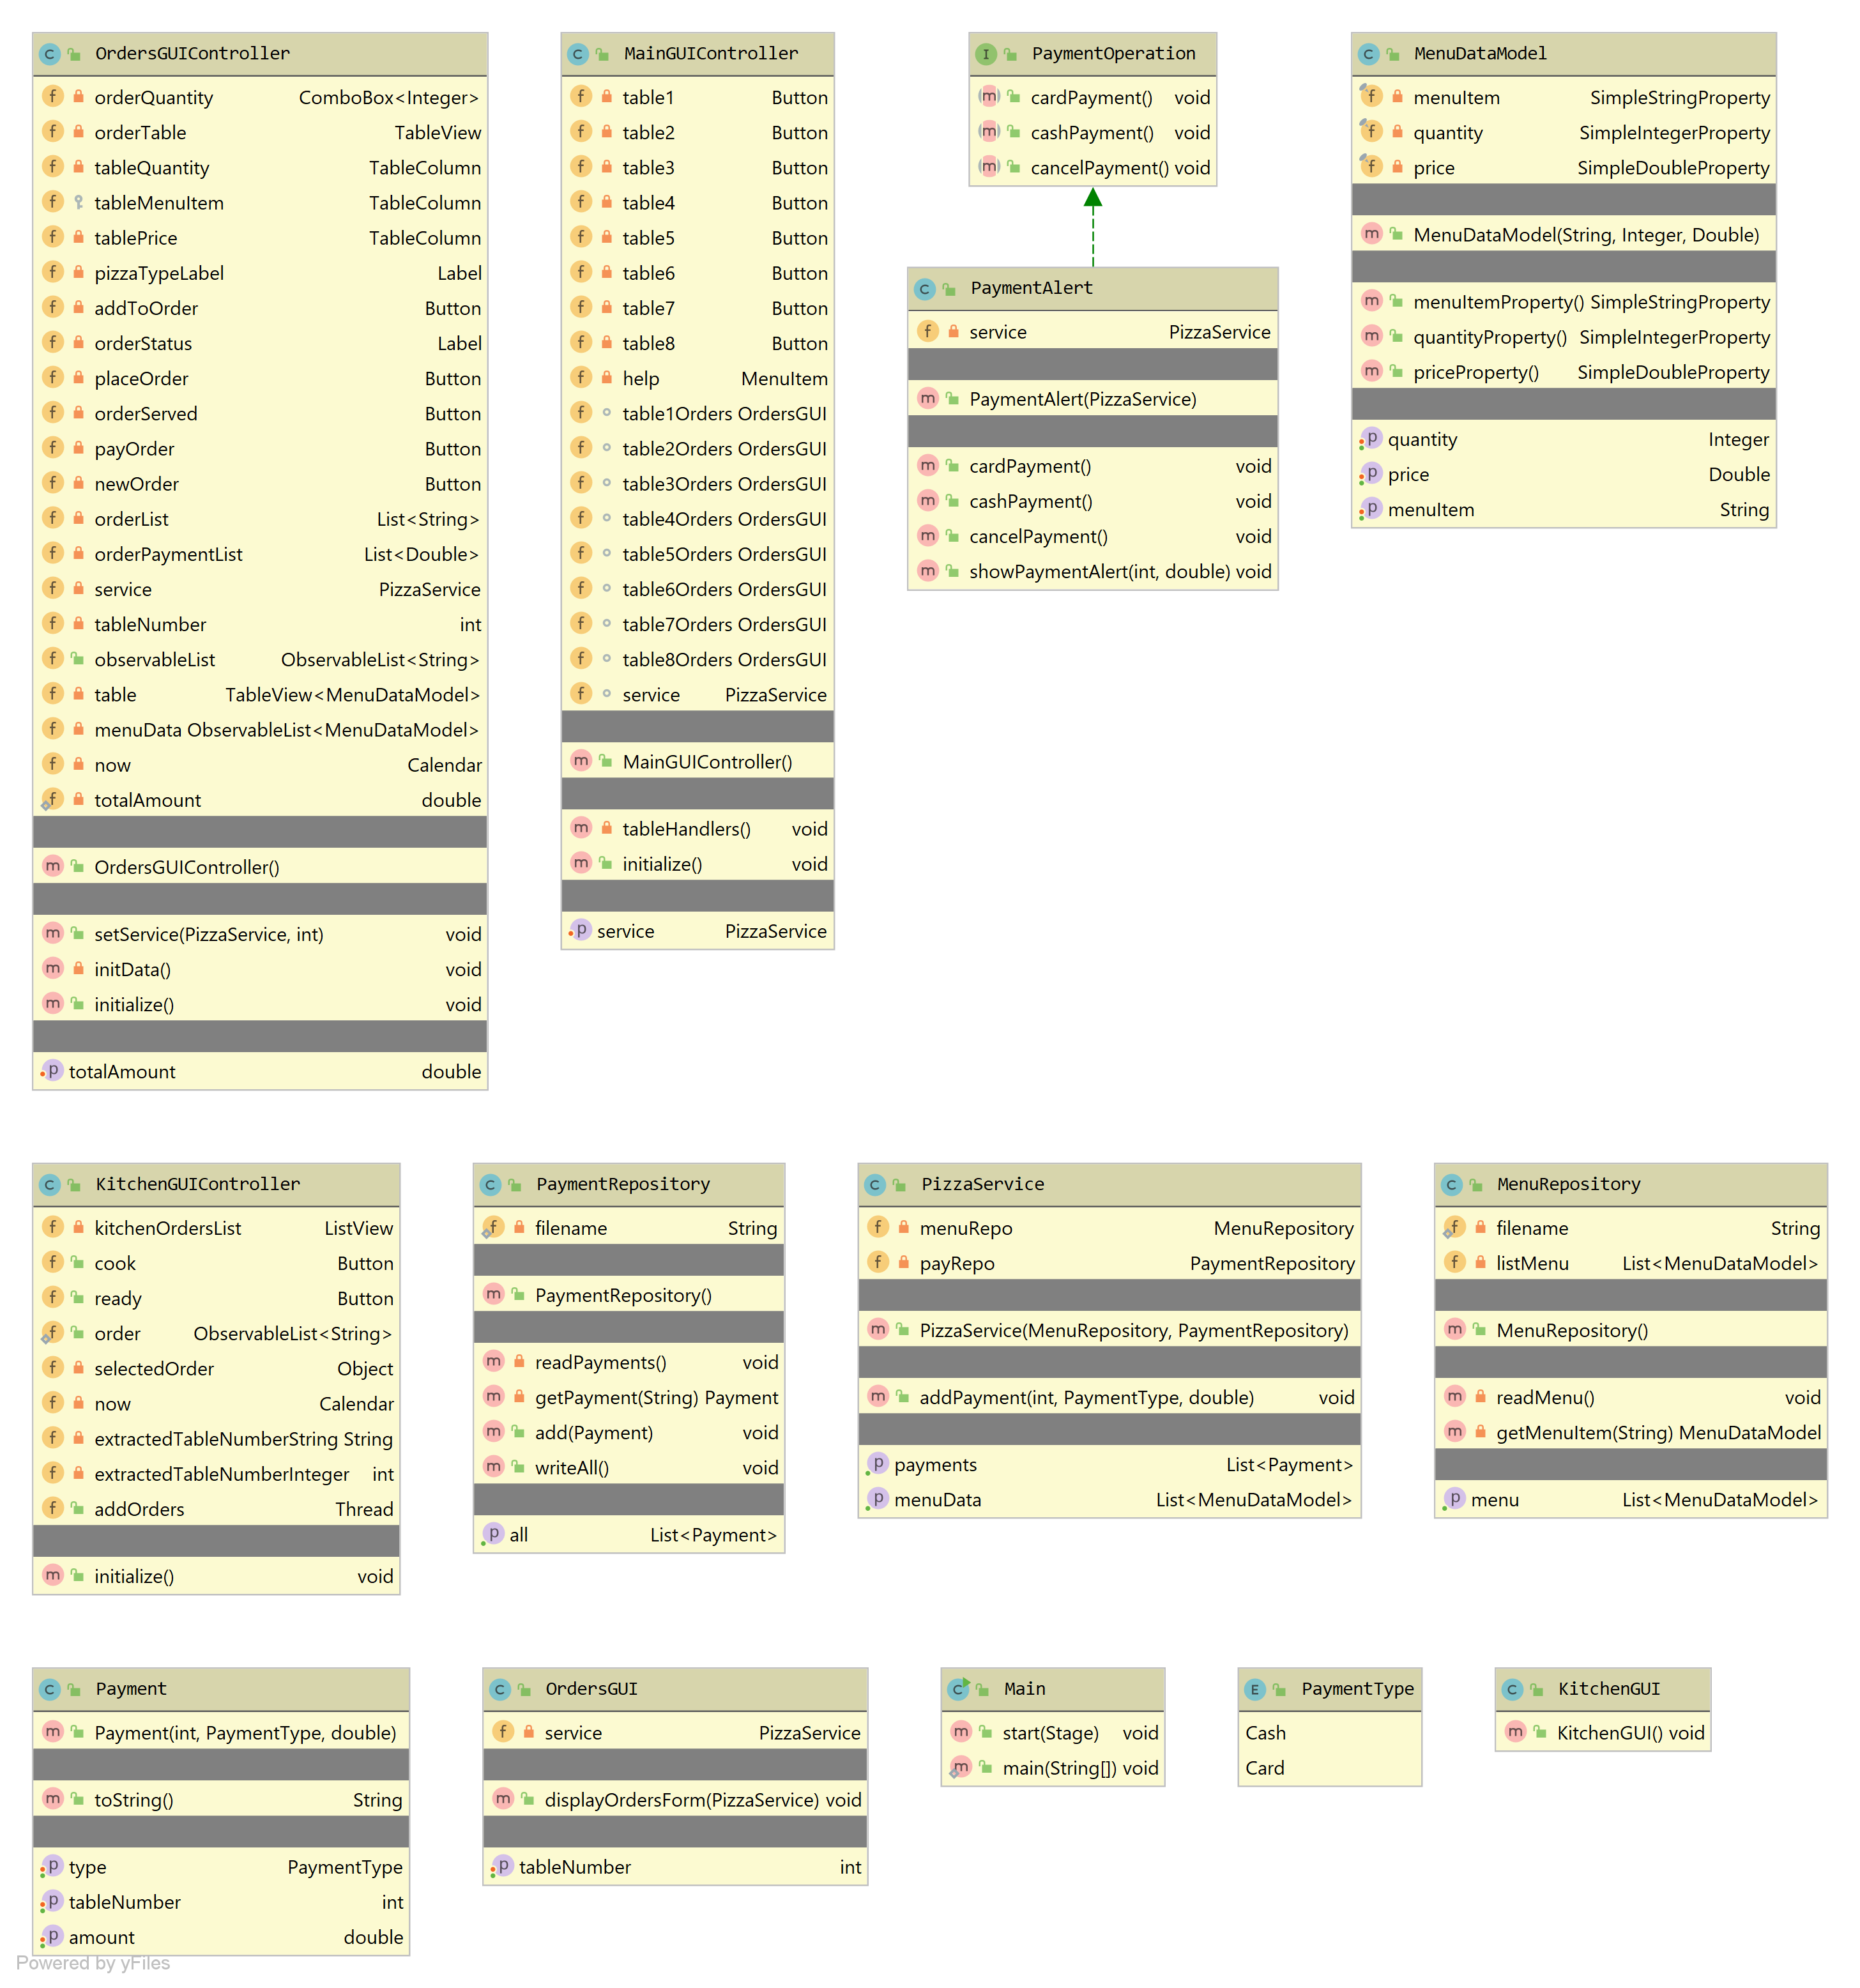 OrdersGUIController
orderQuantity ComboBox<Integer>
orderTable TableView
tableQuantity TableColumn
tableMenuItem TableColumn
tablePrice TableColumn
pizzaTypeLabel Label
addToOrder Button
orderStatus Label
placeOrder Button
orderServed Button
payOrder Button
newOrder Button
orderList List<String>
orderPaymentList List<Double>
service PizzaService
tableNumber int
observableList ObservableList<String>
table TableView<MenuDataModel>
menuData ObservableList<MenuDataModel>
now Calendar
totalAmount double
OrdersGUIController()
setService(PizzaService, int) void
initData() void
initialize() void
totalAmount double
MainGUIController
table1 Button
table2 Button
table3 Button
table4 Button
table5 Button
table6 Button
table7 Button
table8 Button
help MenuItem
table1Orders OrdersGUI
table2Orders OrdersGUI
table3Orders OrdersGUI
table4Orders OrdersGUI
table5Orders OrdersGUI
table6Orders OrdersGUI
table7Orders OrdersGUI
table8Orders OrdersGUI
service PizzaService
MainGUIController()
tableHandlers() void
initialize() void
service PizzaService
PaymentOperation
cardPayment() void
cashPayment() void
cancelPayment() void
PaymentAlert
service PizzaService
PaymentAlert(PizzaService)
cardPayment() void
cashPayment() void
cancelPayment() void
showPaymentAlert(int, double) void
MenuDataModel
menuItem SimpleStringProperty
quantity SimpleIntegerProperty
price SimpleDoubleProperty
MenuDataModel(String, Integer, Double)
menuItemProperty() SimpleStringProperty
quantityProperty() SimpleIntegerProperty
priceProperty() SimpleDoubleProperty
quantity Integer
price Double
menuItem String
KitchenGUIController
kitchenOrdersList ListView
cook Button
ready Button
order ObservableList<String>
selectedOrder Object
now Calendar
extractedTableNumberString String
extractedTableNumberInteger int
addOrders Thread
initialize() void
PaymentRepository
filename String
PaymentRepository()
readPayments() void
getPayment(String) Payment
add(Payment) void
writeAll() void
all List<Payment>
PizzaService
menuRepo MenuRepository
payRepo PaymentRepository
PizzaService(MenuRepository, PaymentRepository)
addPayment(int, PaymentType, double) void
payments List<Payment>
menuData List<MenuDataModel>
MenuRepository
filename String
listMenu List<MenuDataModel>
MenuRepository()
readMenu() void
getMenuItem(String) MenuDataModel
menu List<MenuDataModel>
Payment
Payment(int, PaymentType, double)
toString() String
type PaymentType
tableNumber int
amount double
OrdersGUI
service PizzaService
displayOrdersForm(PizzaService) void
tableNumber int
Main
start(Stage) void
main(String[]) void
PaymentType
Cash
Card
KitchenGUI
KitchenGUI() void
Powered by yFiles